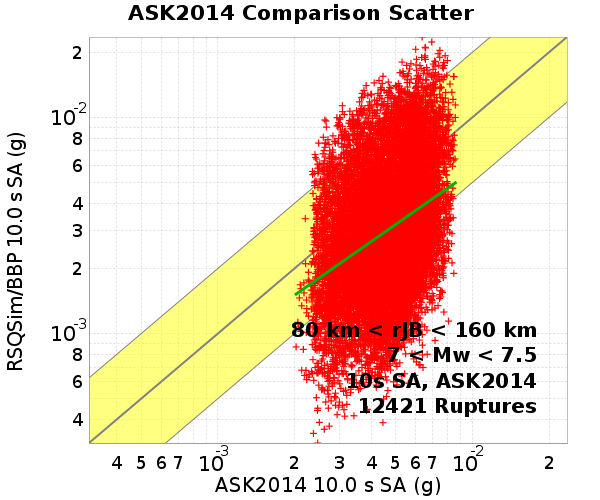 ASK2014 Comparison Scatter
RSQSim/BBP 10.0 s SA (g)
2
10-2
8
6
4
3
2
10-3
8
6
4
80 km < rJB < 160 km
7 < Mw < 7.5
10s SA, ASK2014
12421 Ruptures
4 5 6 7 10-3 2 3 4 5 6 7 10-2 2
ASK2014 10.0 s SA (g)